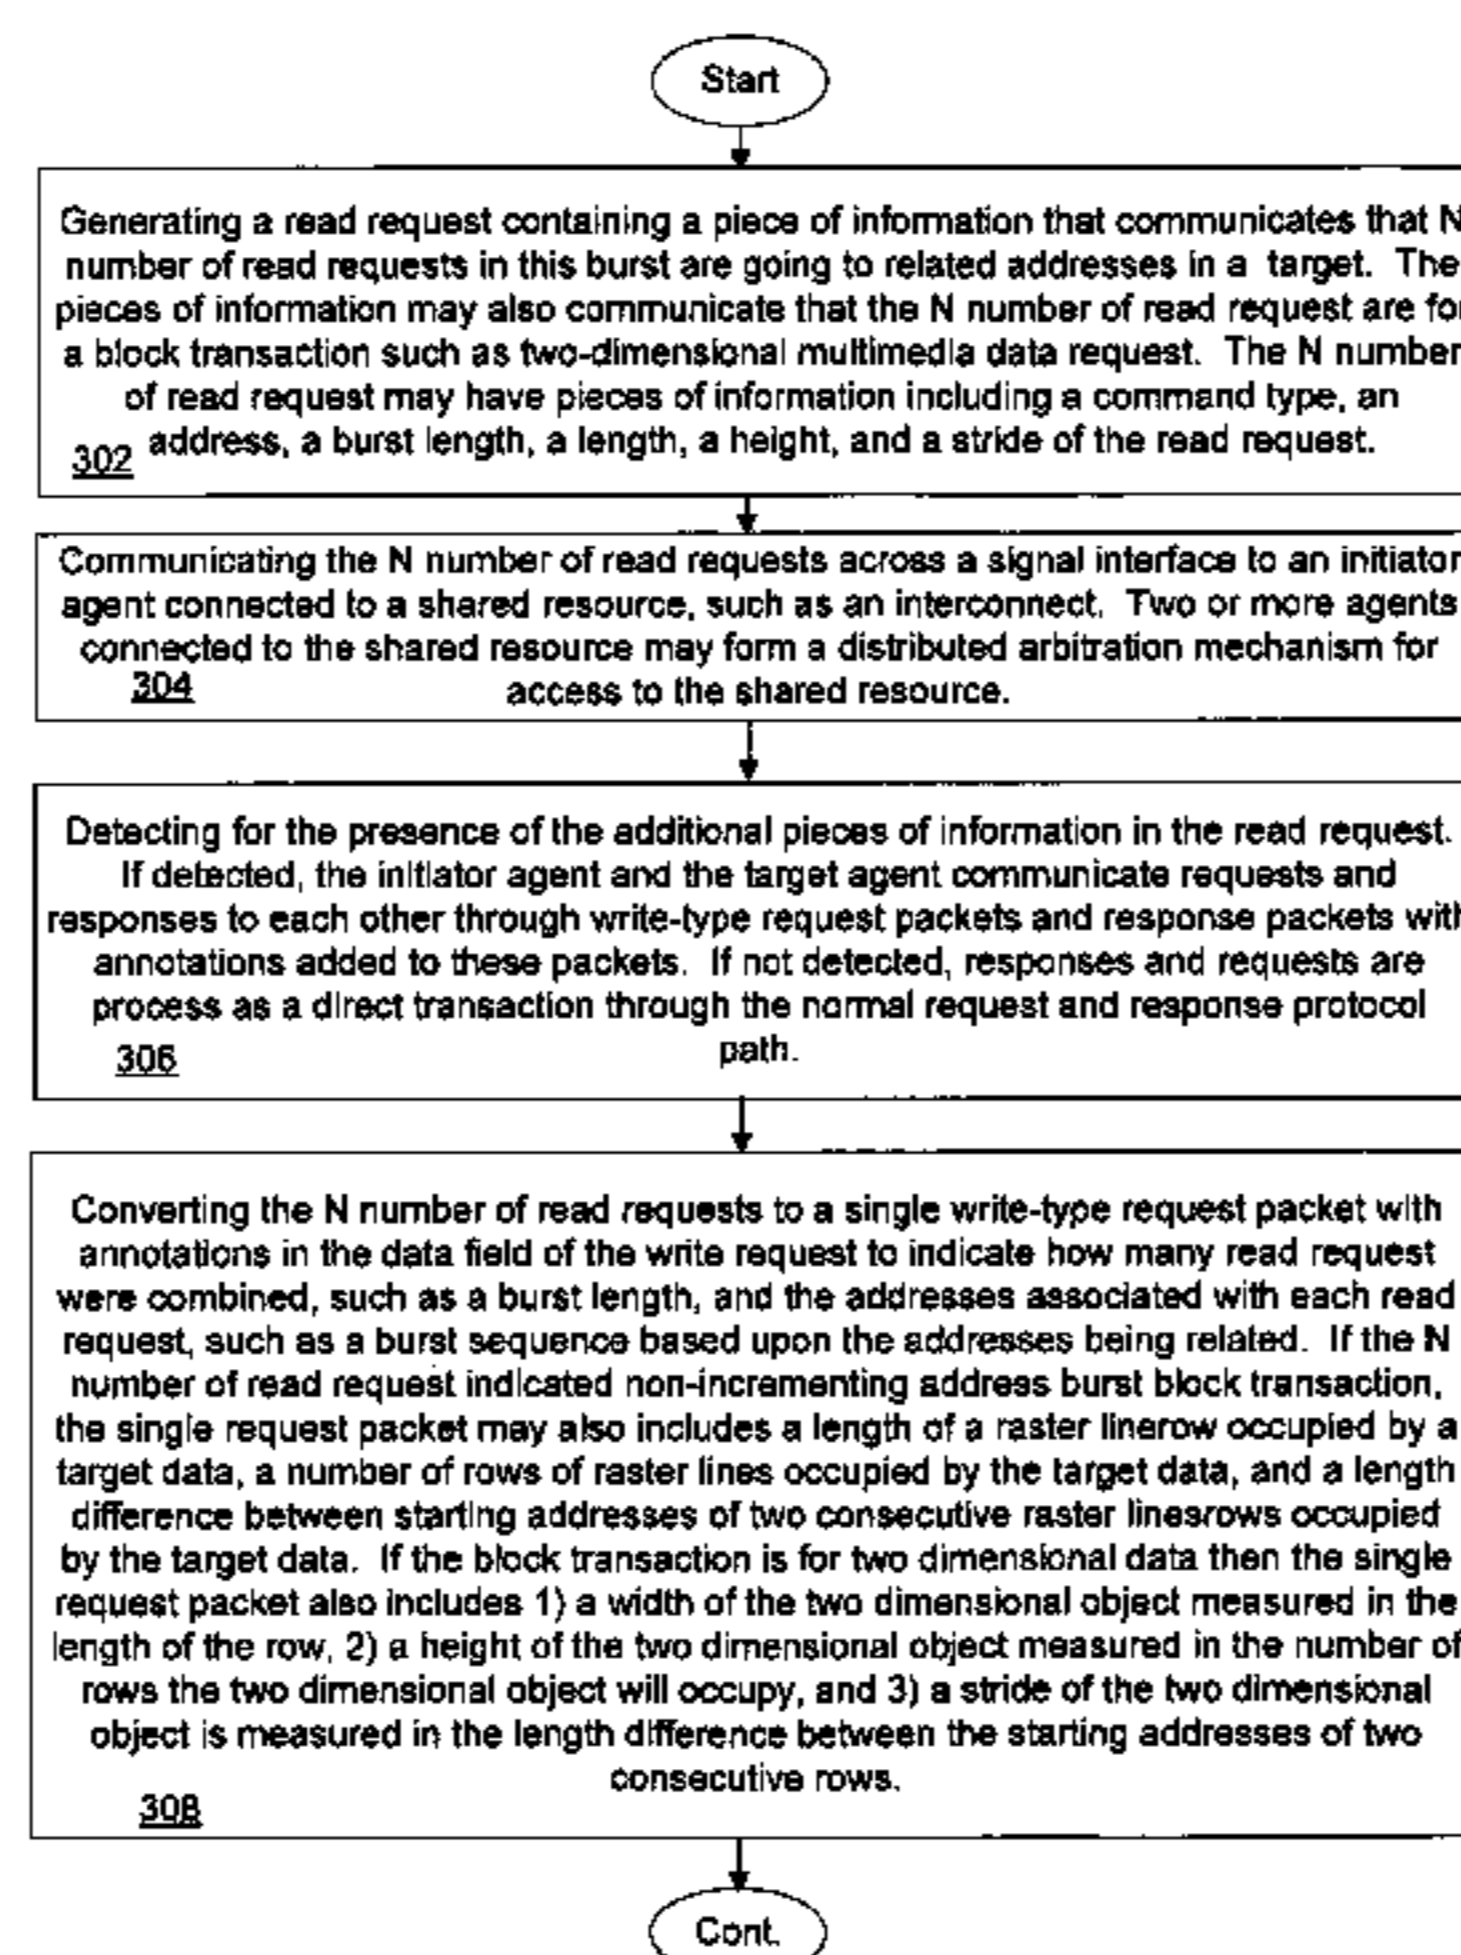 Start
Generating a read request containing a piece of information that communicates that N
number of read requests in this burst are going to related addresses in a target. The
pieces of information may also communicate that the N number of read request are for
a block transaction such as two-dimensional multimedia data request. The N number
of read request may have pieces of information including a command type, an
address, a burst length, a length, a height, and a stride of the read request.
302
Communicating the N number of read requests across a signal interface to an initiator
agent connected to a shared resource, such as an interconnect. Two or more agents
connected to the shared resource may form a distributed arbitration mechanism for
access to the shared resource.
304
Detecting for the presence of the additional pieces of information in the read request.
If detected, the initiator agent and the target agent communicate requests and
responses to each other through write-type request packets and response packets with
annotations added to these packets. If not detected, responses and requests are
process as a direct transaction through the normal request and response protocol
path.
306
Converting the N number of read requests to a single write-type request packet with
annotations in the data field of the write request to indicate how many read request
were combined, such as a burst length, and the addresses associated with each read
request, such as a burst sequence based upon the addresses being related. If the N
number of read request indicated non-incrementing address burst block transaction,
the single request packet may also includes a length of a raster linerow occupied by a
target data, a number of rows of raster lines occupied by the target data, and a length
difference between starting addresses of two consecutive raster linesrows occupied
by the target data. If the block transaction is for two dimensional data then the single
request packet also includes 1) a width of the two dimensional object measured in the
length of the row, 2) a height of the two dimensional object measured in the number of
rows the two dimensional object will occupy, and 3) a stride of the two dimensional
object is measured in the length difference between the starting addresses of two
consecutive rows.
308
Cont.